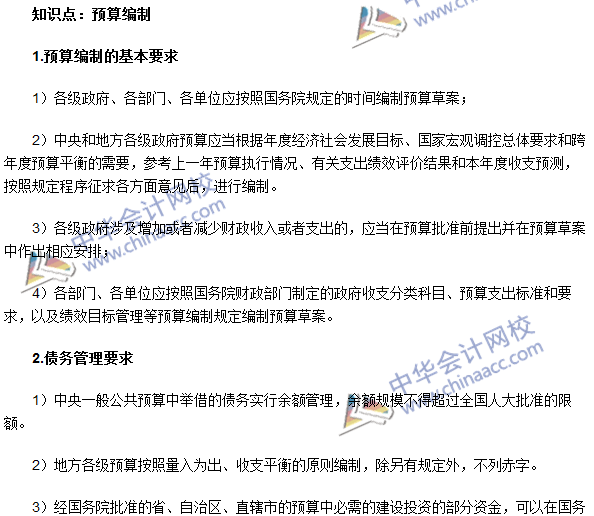 知识点：预算编制
1.预算编制的基本要求
1）各级政府、各部门、各单位应按照国务院规定的时间编制预算草案；
2）中央和地方各级政府预算应当根据年度经济社会发展目标、国家宏观调控总体要求和跨
年度预算平衡的需要，参考上一年预算执行情况、有关支出绩效评价结果和本年度收支预测，
按照规定程序征求各方面意见后，进行编制。
3）各级政府涉及增加或者减少财政收入或者支出的，应当在预算批准前提出并在预算草案
中作出相应安排；
4）各部门、各单位应按照国务院财政部门制定的政府收支分类科目、预算支出标准和要
求，以及绩效目标管理等预算编制规定编制预算草案。
2.债务管理要求
1）中央一般公共预算中举借的债务实行余额管理，余额规模不得超过全国人大批准的限
额。
2）地方各级预算按照量入为出、收支平衡的原则编制，除另有规定外，不列赤字。
3）经国务院批准的省、自治区、直辖市的预算中必需的建设投资的部分资金，可以在国务
中华会计网校
www.chinaacc.com
中华会计网校
www.chinaacc.com